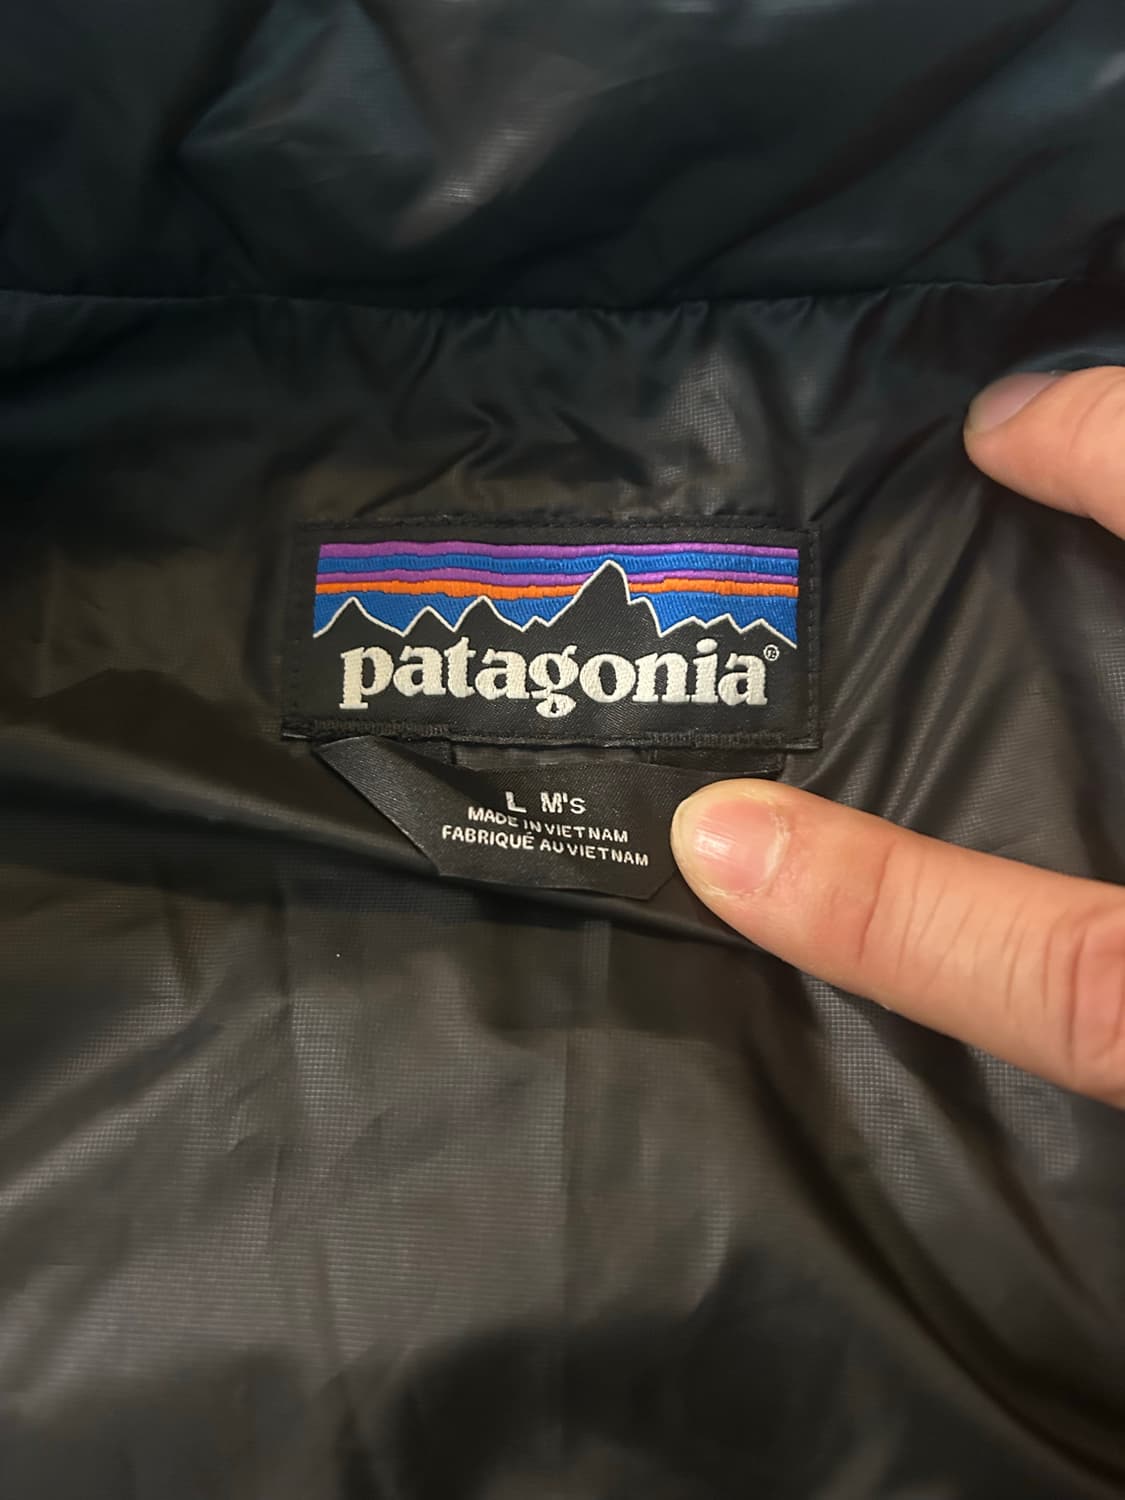 patagonia®
L M's
MADE IN VIETNAM
FABRIQUÉ AU VIETNAM